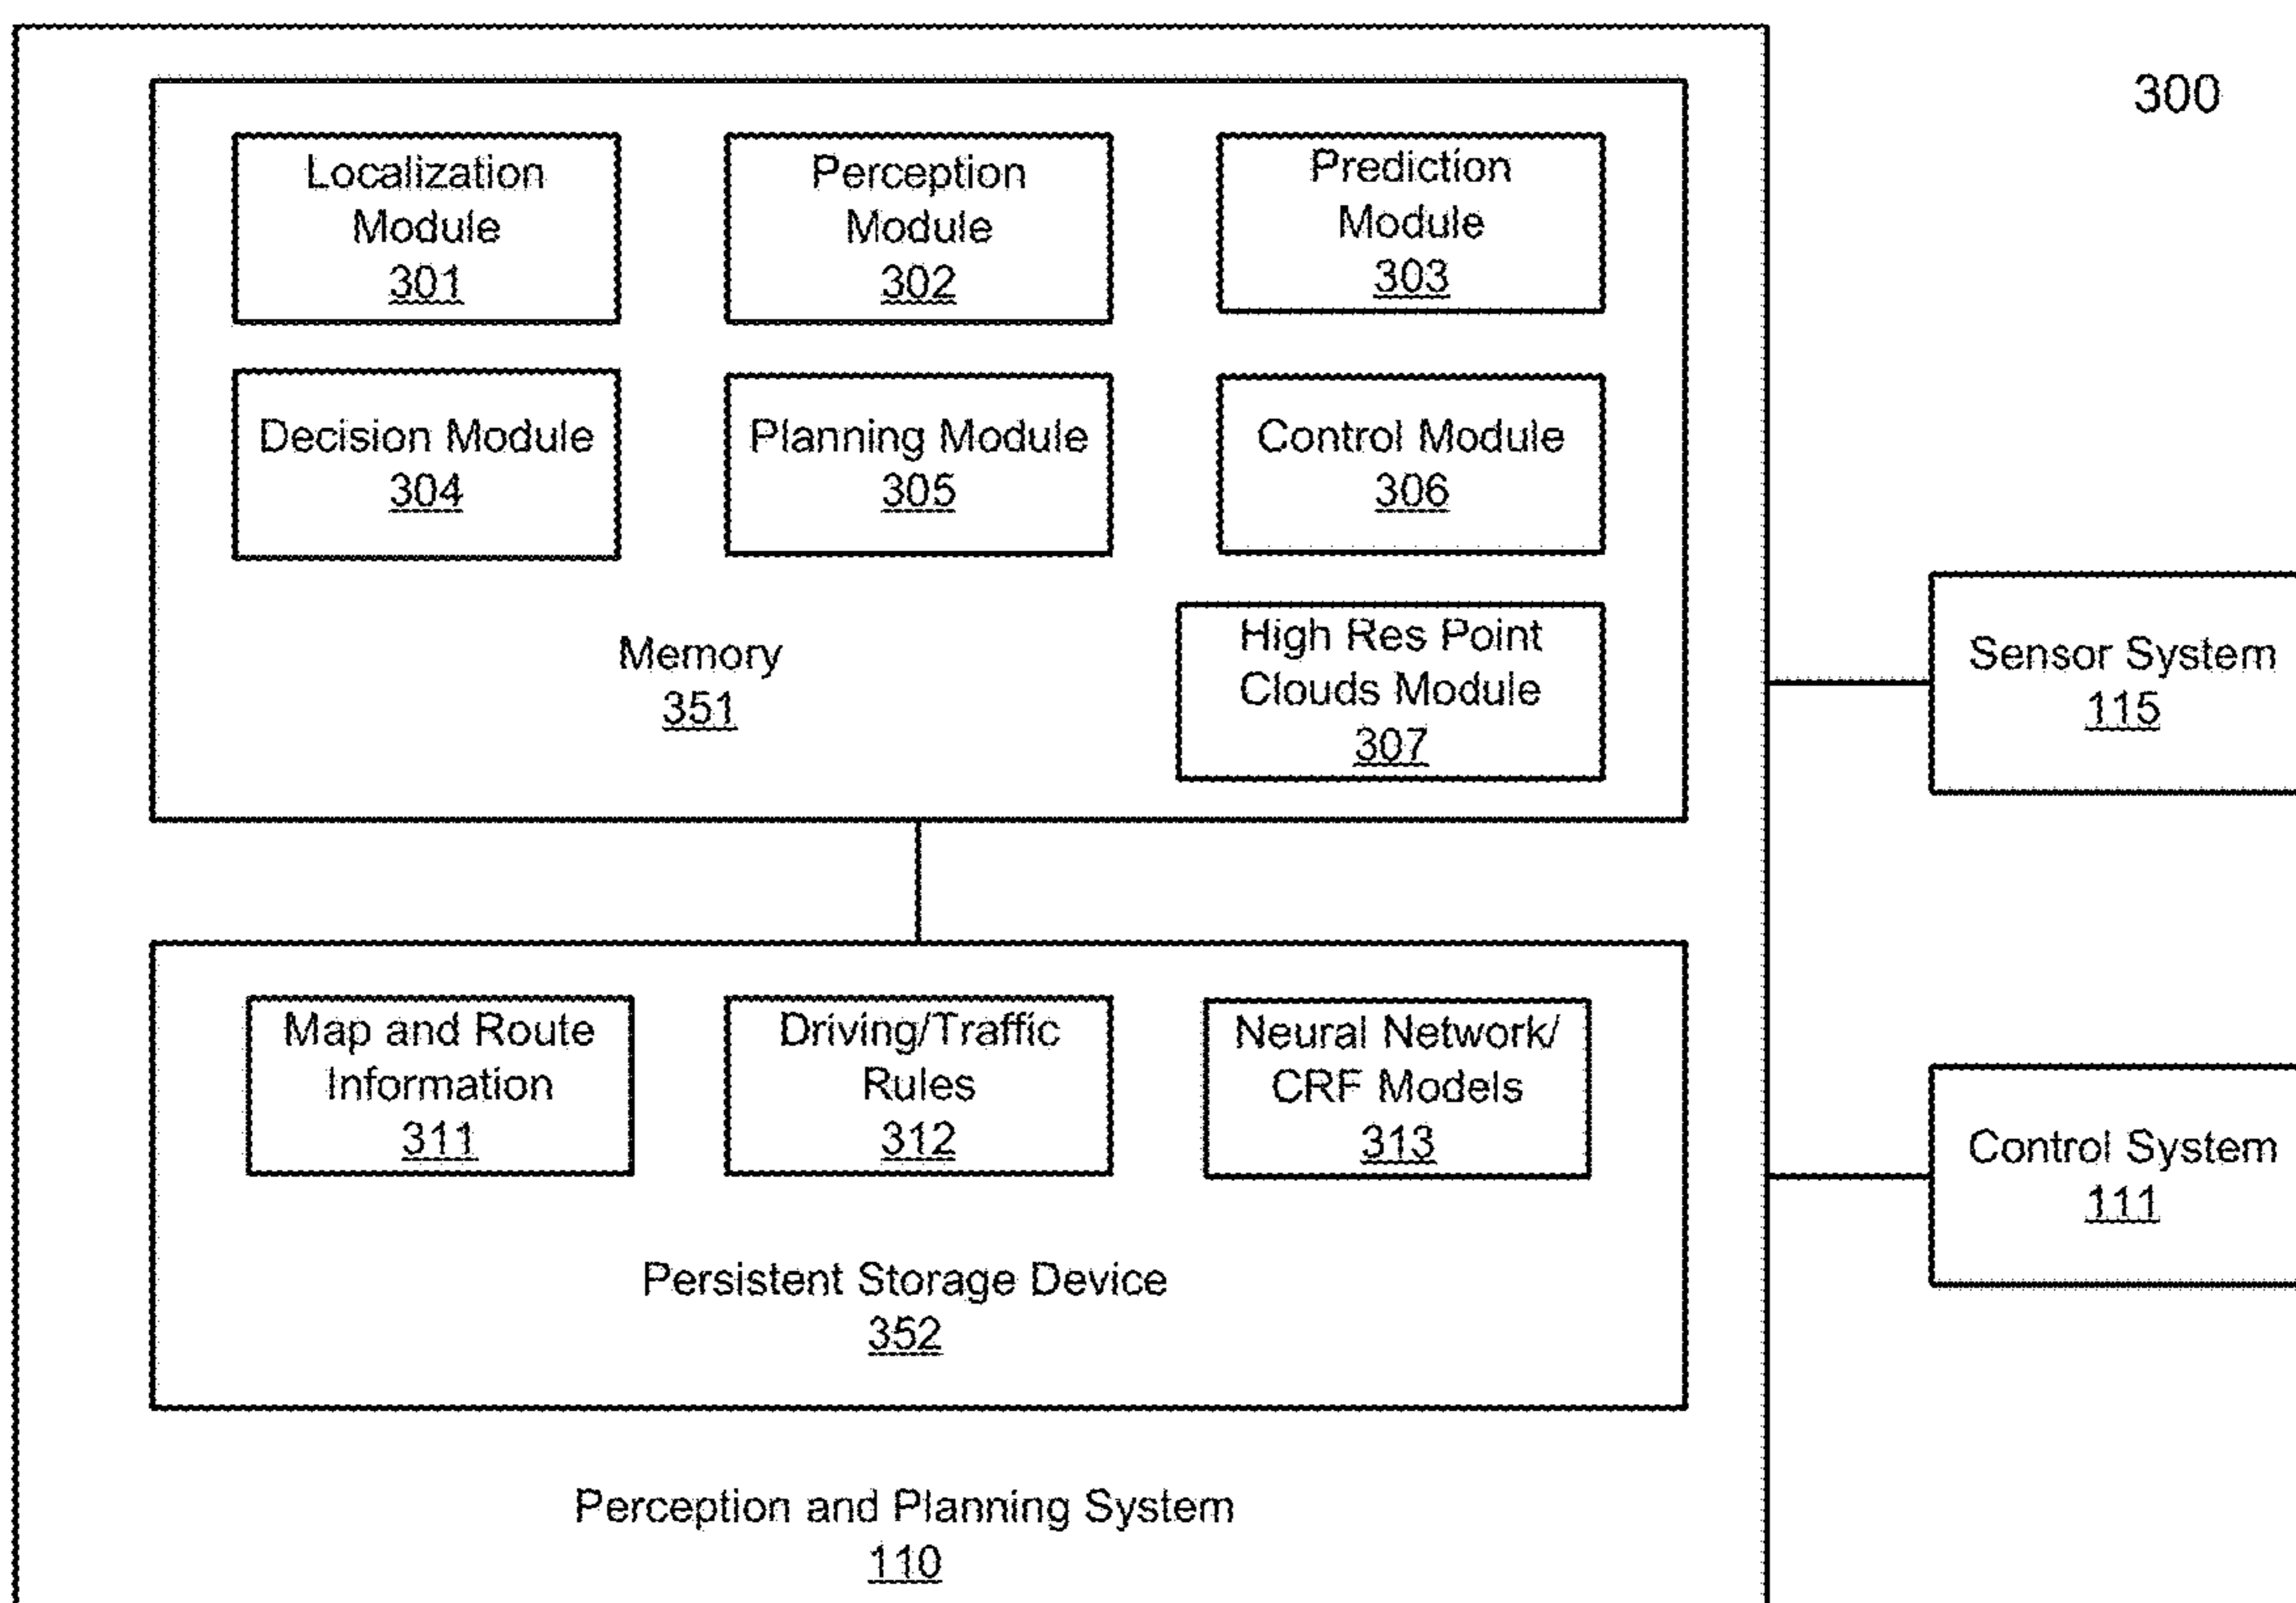 300
Localization
Module
301
Perception
Module
302
Prediction
Module
303
Decision Module
304
Planning Module
305
Control Module
306
Memory
351
High Res Point
Clouds Module
307
Sensor System
115
Map and Route
Information
311
Driving/Traffic
Rules
312
Neural Network/
CRF Models
313
Control System
111
Persistent Storage Device
352
Perception and Planning System
110